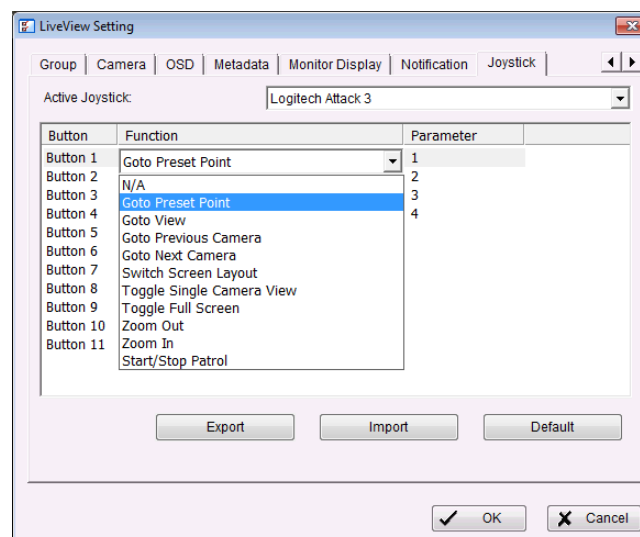 LiveView Setting
Group Camera OSD Metadata Monitor Display Notification Joystick
Active Joystick: Logitech Attack 3
Button Function Parameter
Button 1 Goto Preset Point 1
Button 2 N/A 2
Button 3 Goto Preset Point 3
Button 4 Goto View 4
Button 5 Goto Previous Camera
Button 6 Goto Next Camera
Button 7 Switch Screen Layout
Button 8 Toggle Single Camera View
Button 9 Toggle Full Screen
Button 10 Zoom Out
Button 11 Zoom In
Start/Stop Patrol
Export Import Default
OK Cancel